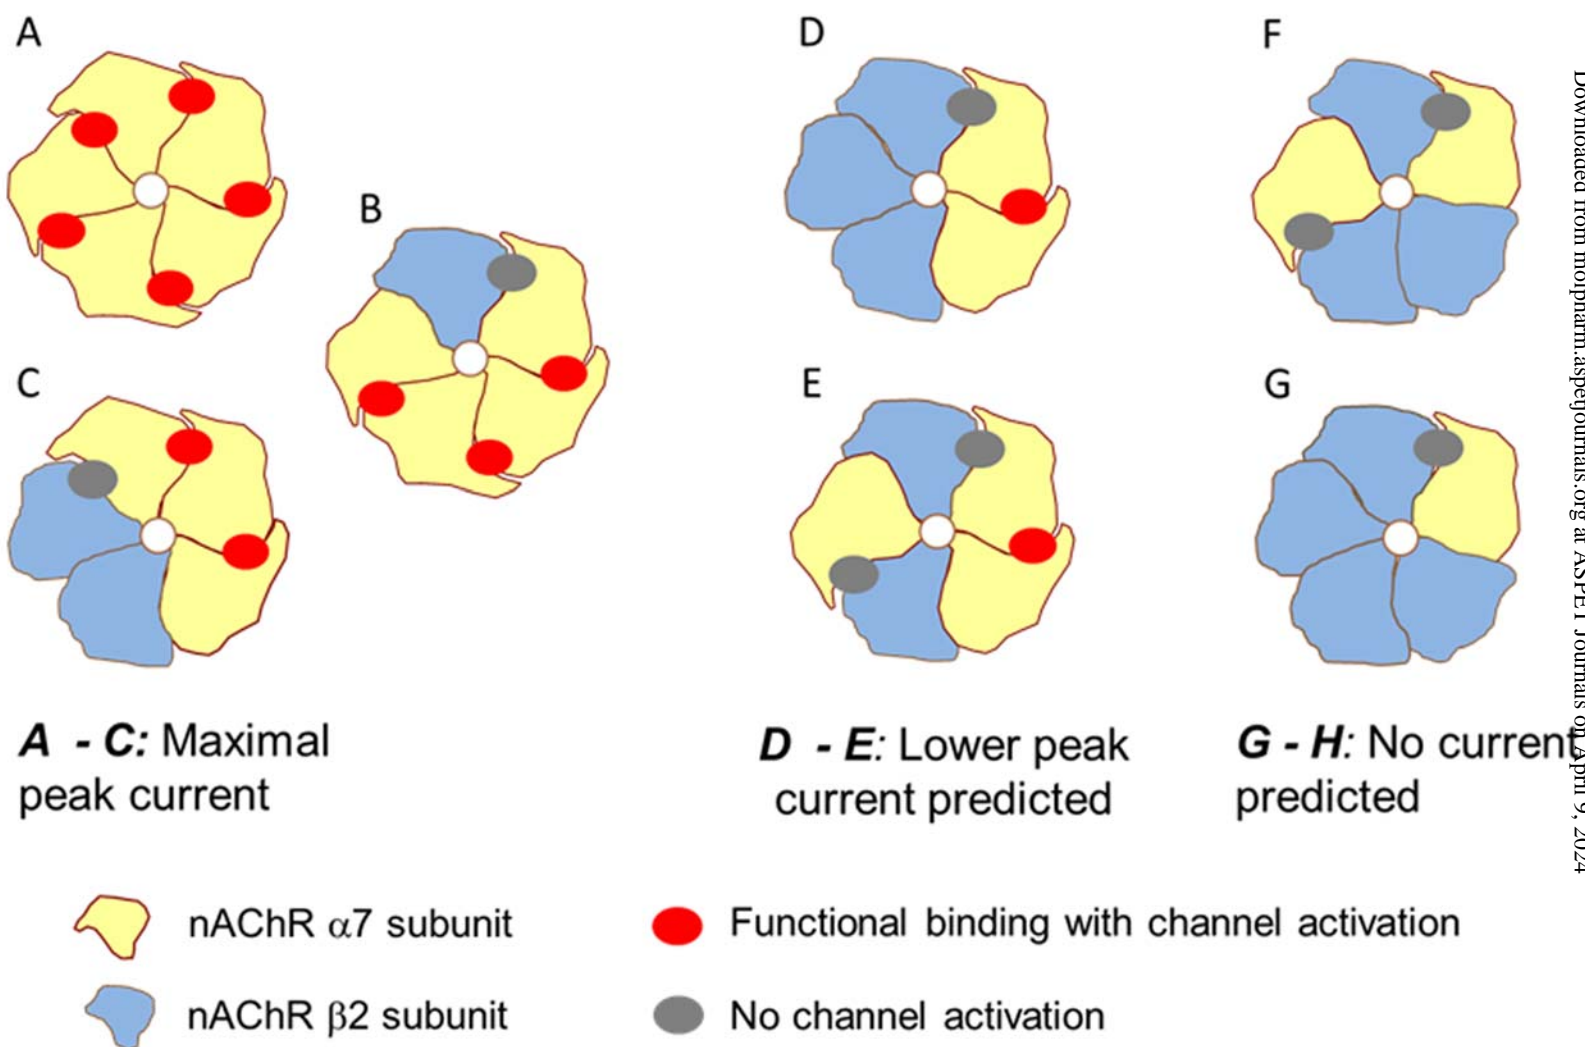 A
B
C
D
E
F
G
A - C: Maximal
peak current
D - E: Lower peak
current predicted
G - H: No current
predicted
nAChR α7 subunit
nAChR β2 subunit
Functional binding with channel activation
No channel activation
Downloaded from molpharm.aspetjournals.org at ASPET Journals on April 9, 2024